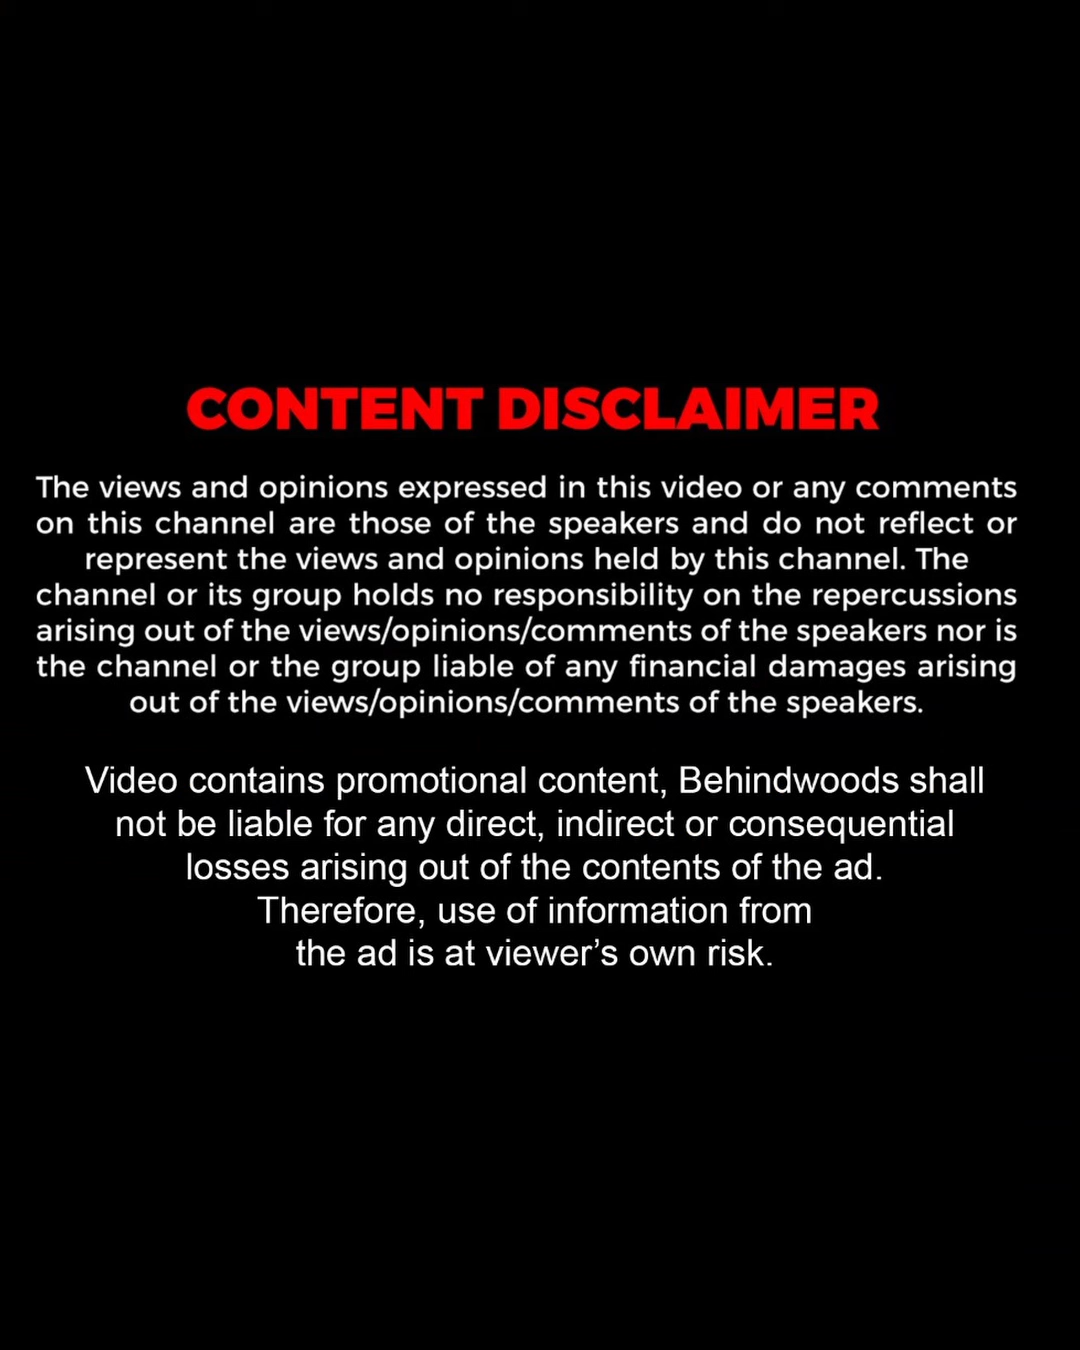 CONTENT DISCLAIMER
The views and opinions expressed in this video or any comments
on this channel are those of the speakers and do not reflect or
represent the views and opinions held by this channel. The
channel or its group holds no responsibility on the repercussions
arising out of the views/opinions/comments of the speakers nor is
the channel or the group liable of any financial damages arising
out of the views/opinions/comments of the speakers.
Video contains promotional content, Behindwoods shall
not be liable for any direct, indirect or consequential
losses arising out of the contents of the ad.
Therefore, use of information from
the ad is at viewer’s own risk.